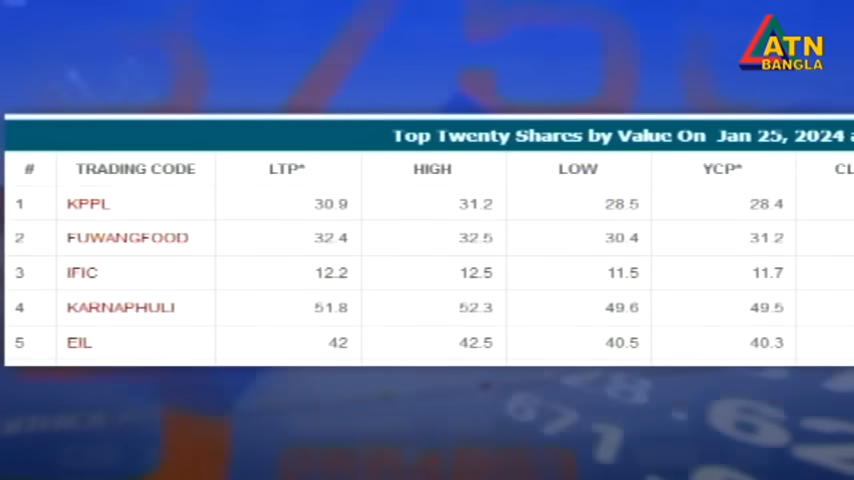 ATN
BANGLA
Top Twenty Shares by Value On Jan 25, 2024
# TRADING CODE LTP* HIGH LOW YCP*
1 KPPL 30.9 31.2 28.5 28.4
2 FUWANGFOOD 32.4 32.5 30.4 31.2
3 IFIC 12.2 12.5 11.5 11.7
4 KARNAPHULI 51.8 52.3 49.6 49.5
5 EIL 42 42.5 40.5 40.3
671